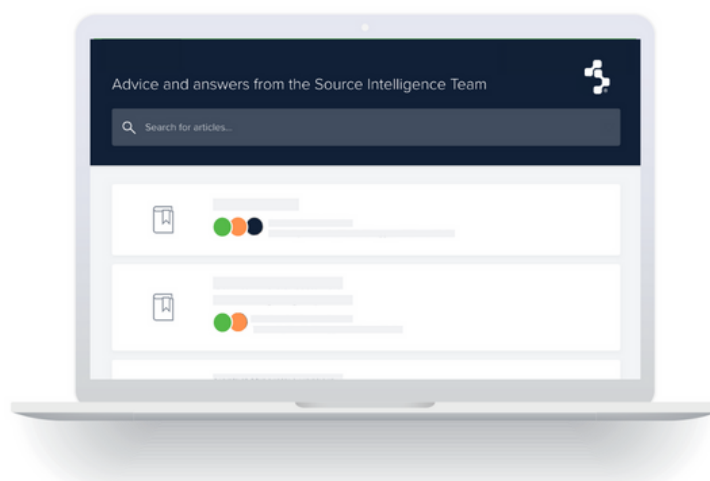 Advice and answers from the Source Intelligence Team
Search for articles...